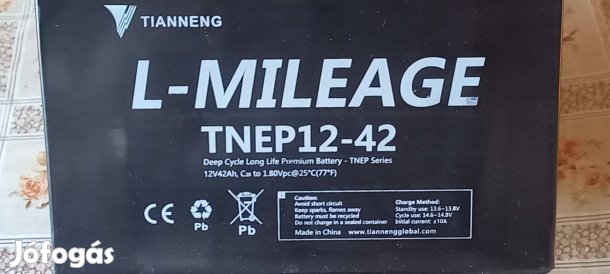 TIANNENG
L-MILEAGE
TNEP12-42
Deep Cycle Long Life Premium Battery - TNEP Series
12V42Ah, C₂₀ to 1.80Vpc@25°C(77°F)
Caution:
Avoid short circuit
Keep sparks, flames away
Battery must be recycled
Do not charge in a sealed container
Charge Method:
Standby use: 13.6~13.8V
Cycle use: 14.6~14.8V
Initial current: ≤10A
CE
Pb
Pb
Made in China
www.tiannengglobal.com
Jófogás